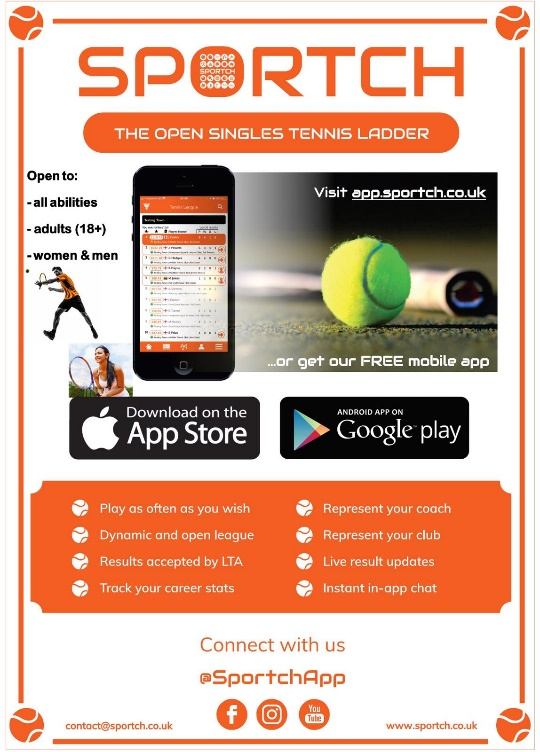 SPORTCH
SPORTCH
THE OPEN SINGLES TENNIS LADDER
Open to:
- all abilities
- adults (18+)
- women & men
Visit app.sportch.co.uk
...or get our FREE mobile app
Download on the
App Store
ANDROID APP ON
Google play
Play as often as you wish
Dynamic and open league
Results accepted by LTA
Track your career stats
Represent your coach
Represent your club
Live result updates
Instant in-app chat
Connect with us
@SportchApp
You
Tube
contact@sportch.co.uk
www.sportch.co.uk